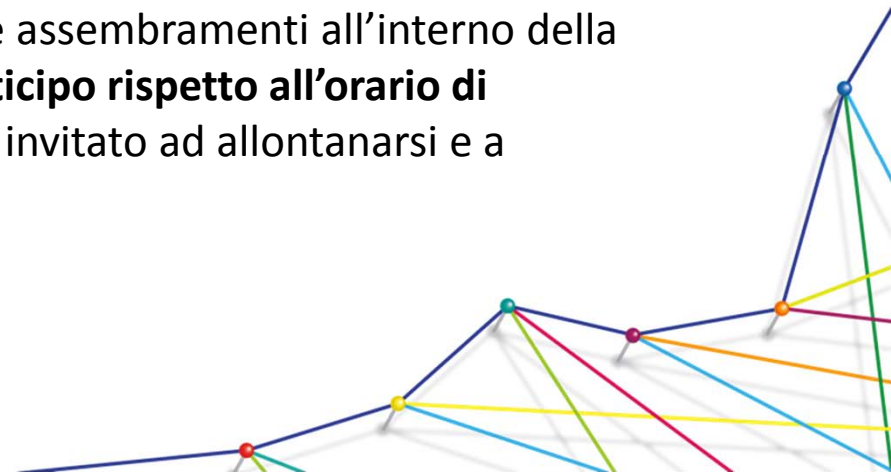 e assembramenti all’interno della
ticipo rispetto all’orario di
invitato ad allontanarsi e a